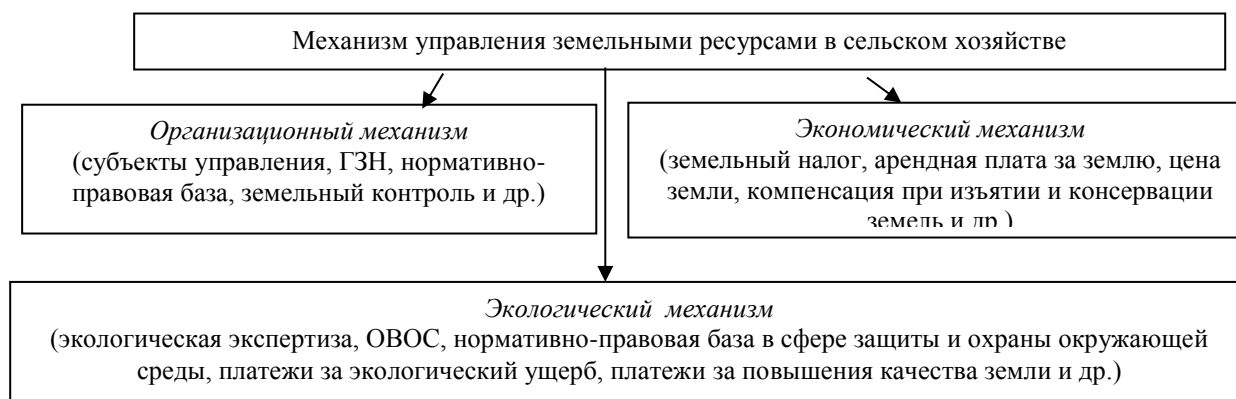 Механизм управления земельными ресурсами в сельском хозяйстве
Организационный механизм
(субъекты управления, ГЗН, нормативно-
правовая база, земельный контроль и др.)
Экономический механизм
(земельный налог, арендная плата за землю, цена
земли, компенсация при изъятии и консервации
земель и др.)
Экологический механизм
(экологическая экспертиза, ОВОС, нормативно-правовая база в сфере защиты и охраны окружающей
среды, платежи за экологический ущерб, платежи за повышения качества земли и др.)